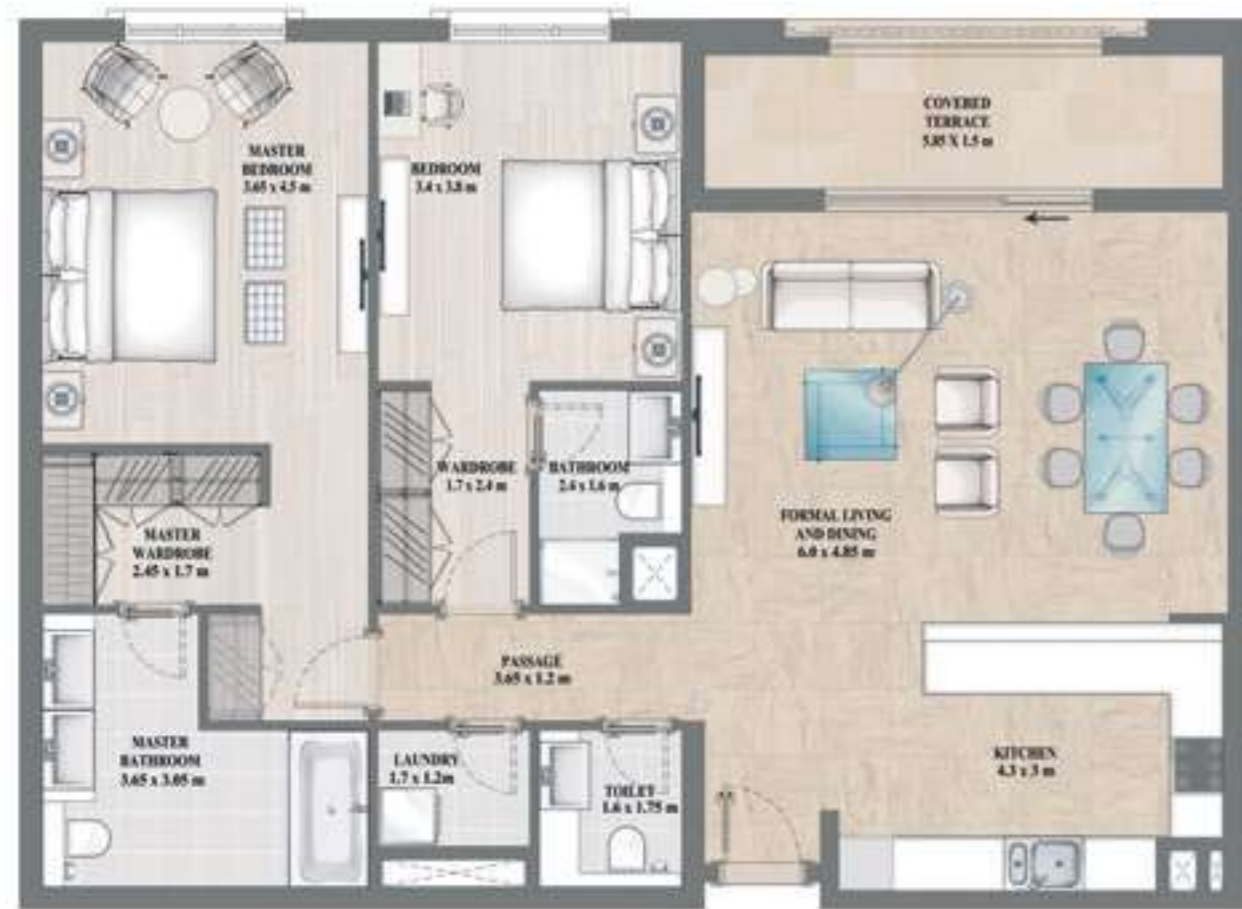 MASTER
BEDROOM
3.65 x 4.5 m
BEDROOM
3.4 x 3.8 m
COVERED
TERRACE
5.85 X 1.5 m
WARDROBE
1.7 x 2.4 m
BATHROOM
2.4 x 1.6 m
FORMAL LIVING
AND DINING
6.0 x 4.85 m
MASTER
WARDROBE
2.45 x 1.7 m
PASSAGE
3.65 x 1.2 m
MASTER
BATHROOM
3.65 x 3.05 m
LAUNDRY
1.7 x 1.2m
TOILET
1.6 x 1.75 m
KITCHEN
4.3 x 3 m